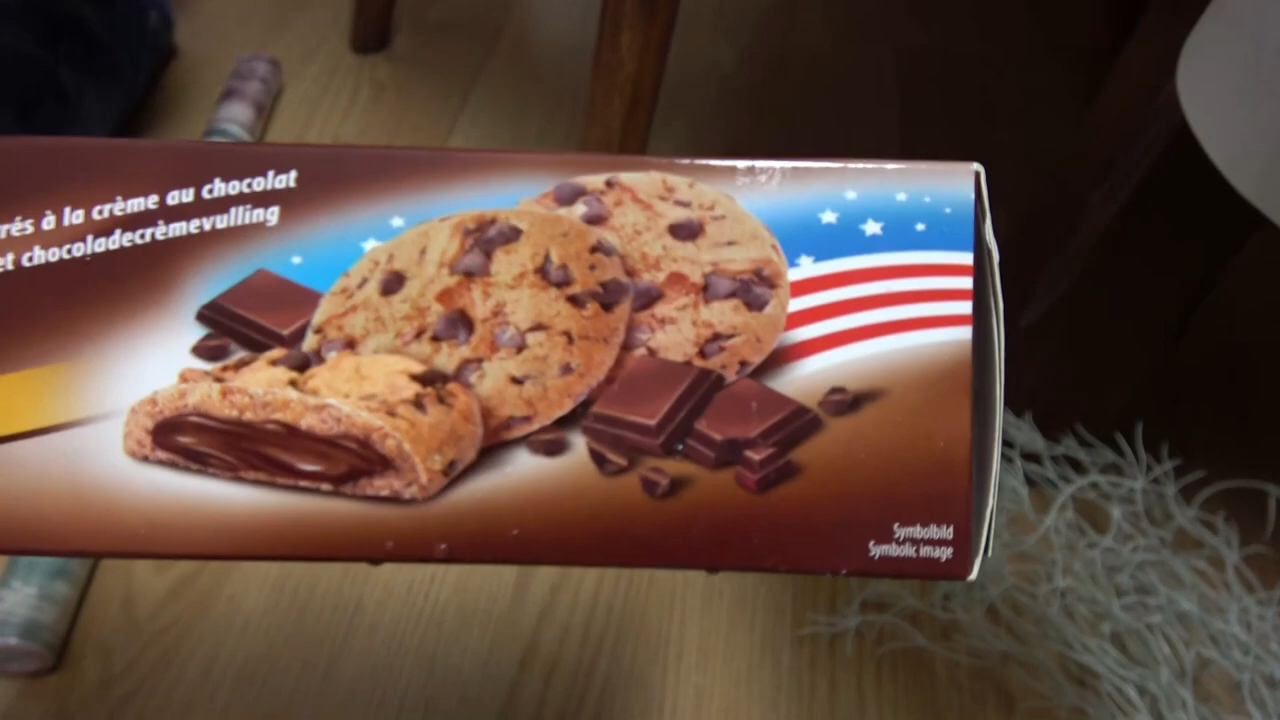 rés à la crème au chocolat
et chocoladecrèmevulling
Symbolbild
Symbolic image